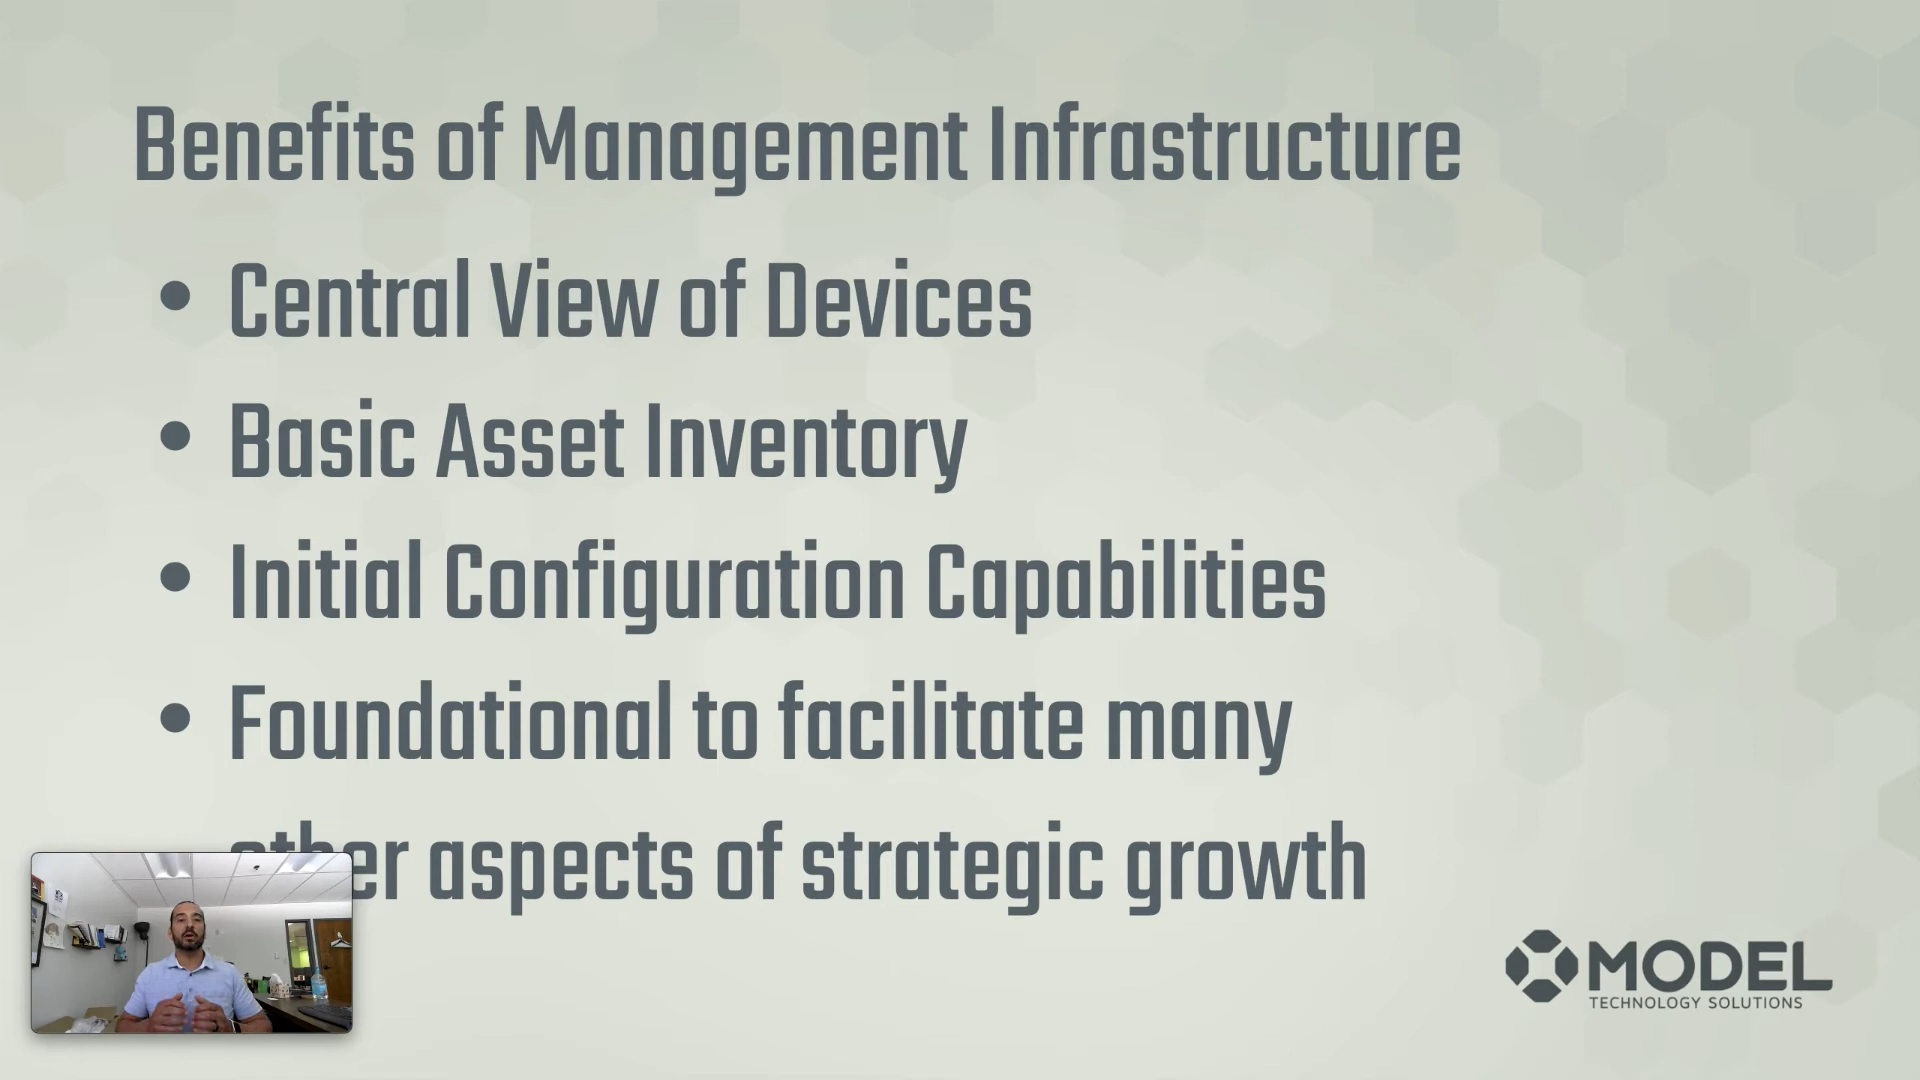 Benefits of Management Infrastructure
• Central View of Devices
• Basic Asset Inventory
• Initial Configuration Capabilities
• Foundational to facilitate many
other aspects of strategic growth
MODEL
TECHNOLOGY SOLUTIONS